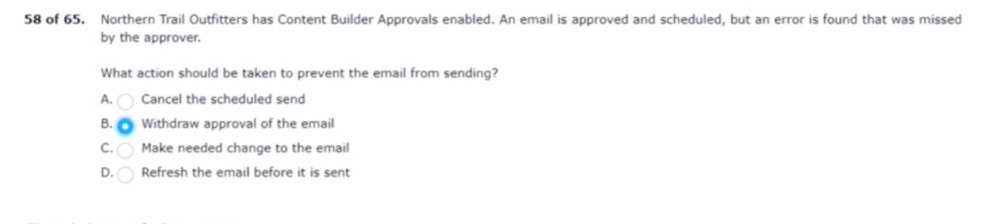 58 of 65. Northern Trail Outfitters has Content Builder Approvals enabled. An email is approved and scheduled, but an error is found that was missed
by the approver.
What action should be taken to prevent the email from sending?
A. Cancel the scheduled send
B. Withdraw approval of the email
C. Make needed change to the email
D. Refresh the email before it is sent